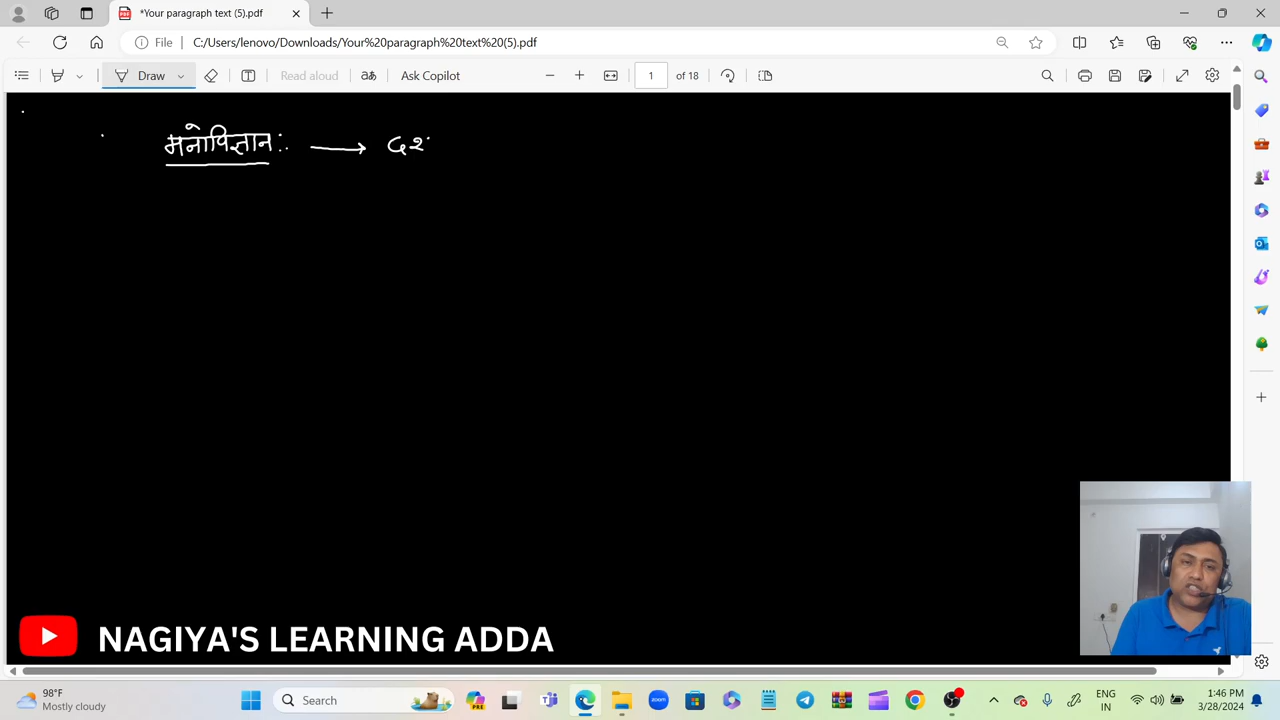 *Your paragraph text (5).pdf
File
C:/Users/lenovo/Downloads/Your%20paragraph%20text%20(5).pdf
Draw
Read aloud
Ask Copilot
1 of 18
मनोविज्ञान :
NAGIYA'S LEARNING ADDA
98°F
Mostly cloudy
Search
ENG
IN
1:46 PM
3/28/2024